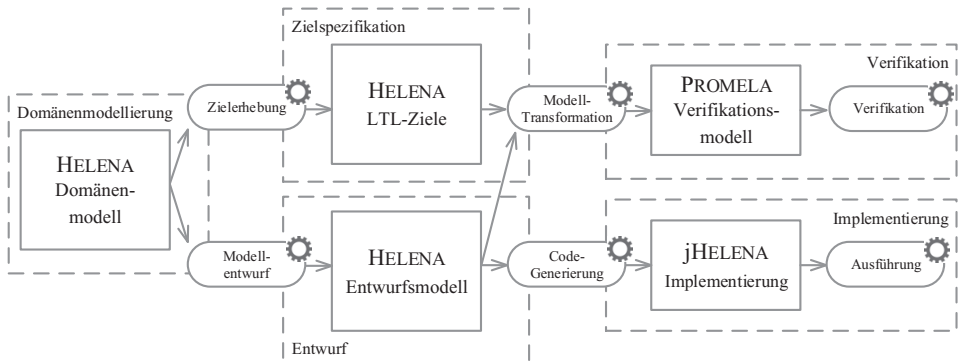 Domänenmodellierung
HELENA
Domänen-
modell
Zielerhebung
Modell-
entwurf
Zielspezifikation
HELENA
LTL-Ziele
HELENA
Entwurfsmodell
Entwurf
Modell-
Transformation
Code-
Generierung
Verifikation
PROMELA
Verifikations-
modell
Verifikation
Implementierung
jHELENA
Implementierung
Ausführung